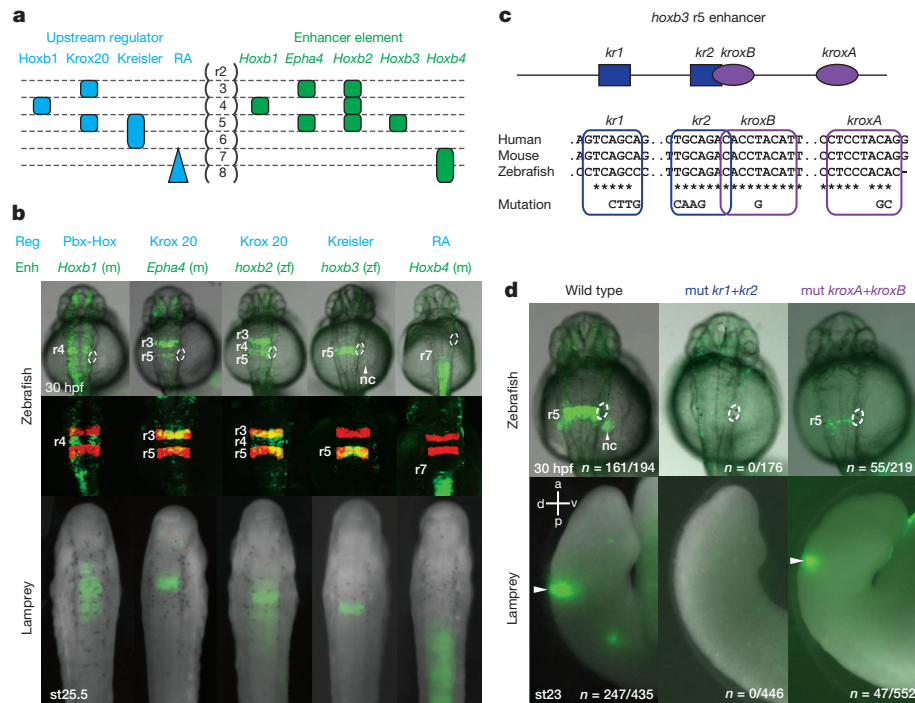 a
Upstream regulator
Enhancer element
Hoxb1 Krox20 Kreisler RA
Hoxb1 Epha4 Hoxb2 Hoxb3 Hoxb4
r2
3
4
5
6
7
8
b
Reg Pbx-Hox Krox 20 Krox 20 Kreisler RA
Enh Hoxb1 (m) Epha4 (m) hoxb2 (zf) hoxb3 (zf) Hoxb4 (m)
Zebrafish
r4
30 hpf
r3
r5
r3
r4
r5
r5
nc
r7
r4
r3
r5
r3
r4
r5
r5
r7
Lamprey
st25.5
c
hoxb3 r5 enhancer
kr1 kr2 kroxB kroxA
kr1 kr2 kroxB kroxA
Human .AGTCAGCAG..CTGCAGACACCTACATT..CCTCCTACAGG
Mouse .AGTCAGCAG..TTGCAGACACCTACATT..CCTCCTACAGG
Zebrafish .CCTCAGCCC..TTGCAGACACCTACATT..CCTCCCACAC-
***** **************** ***** ***
Mutation CTTG CAAG G GC
d
Wild type mut kr1+kr2 mut kroxA+kroxB
Zebrafish
r5
nc
30 hpf n = 161/194
n = 0/176
r5
n = 55/219
Lamprey
a
d v
p
st23 n = 247/435
n = 0/446
n = 47/552